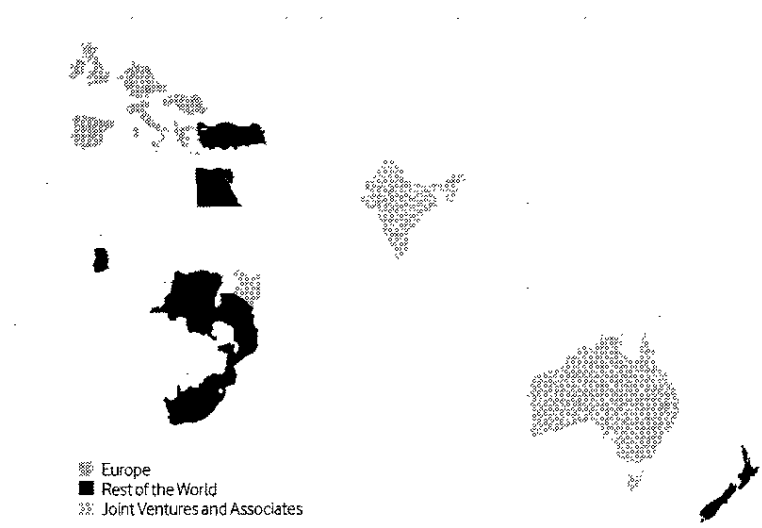 Europe
Rest of the World
Joint Ventures and Associates